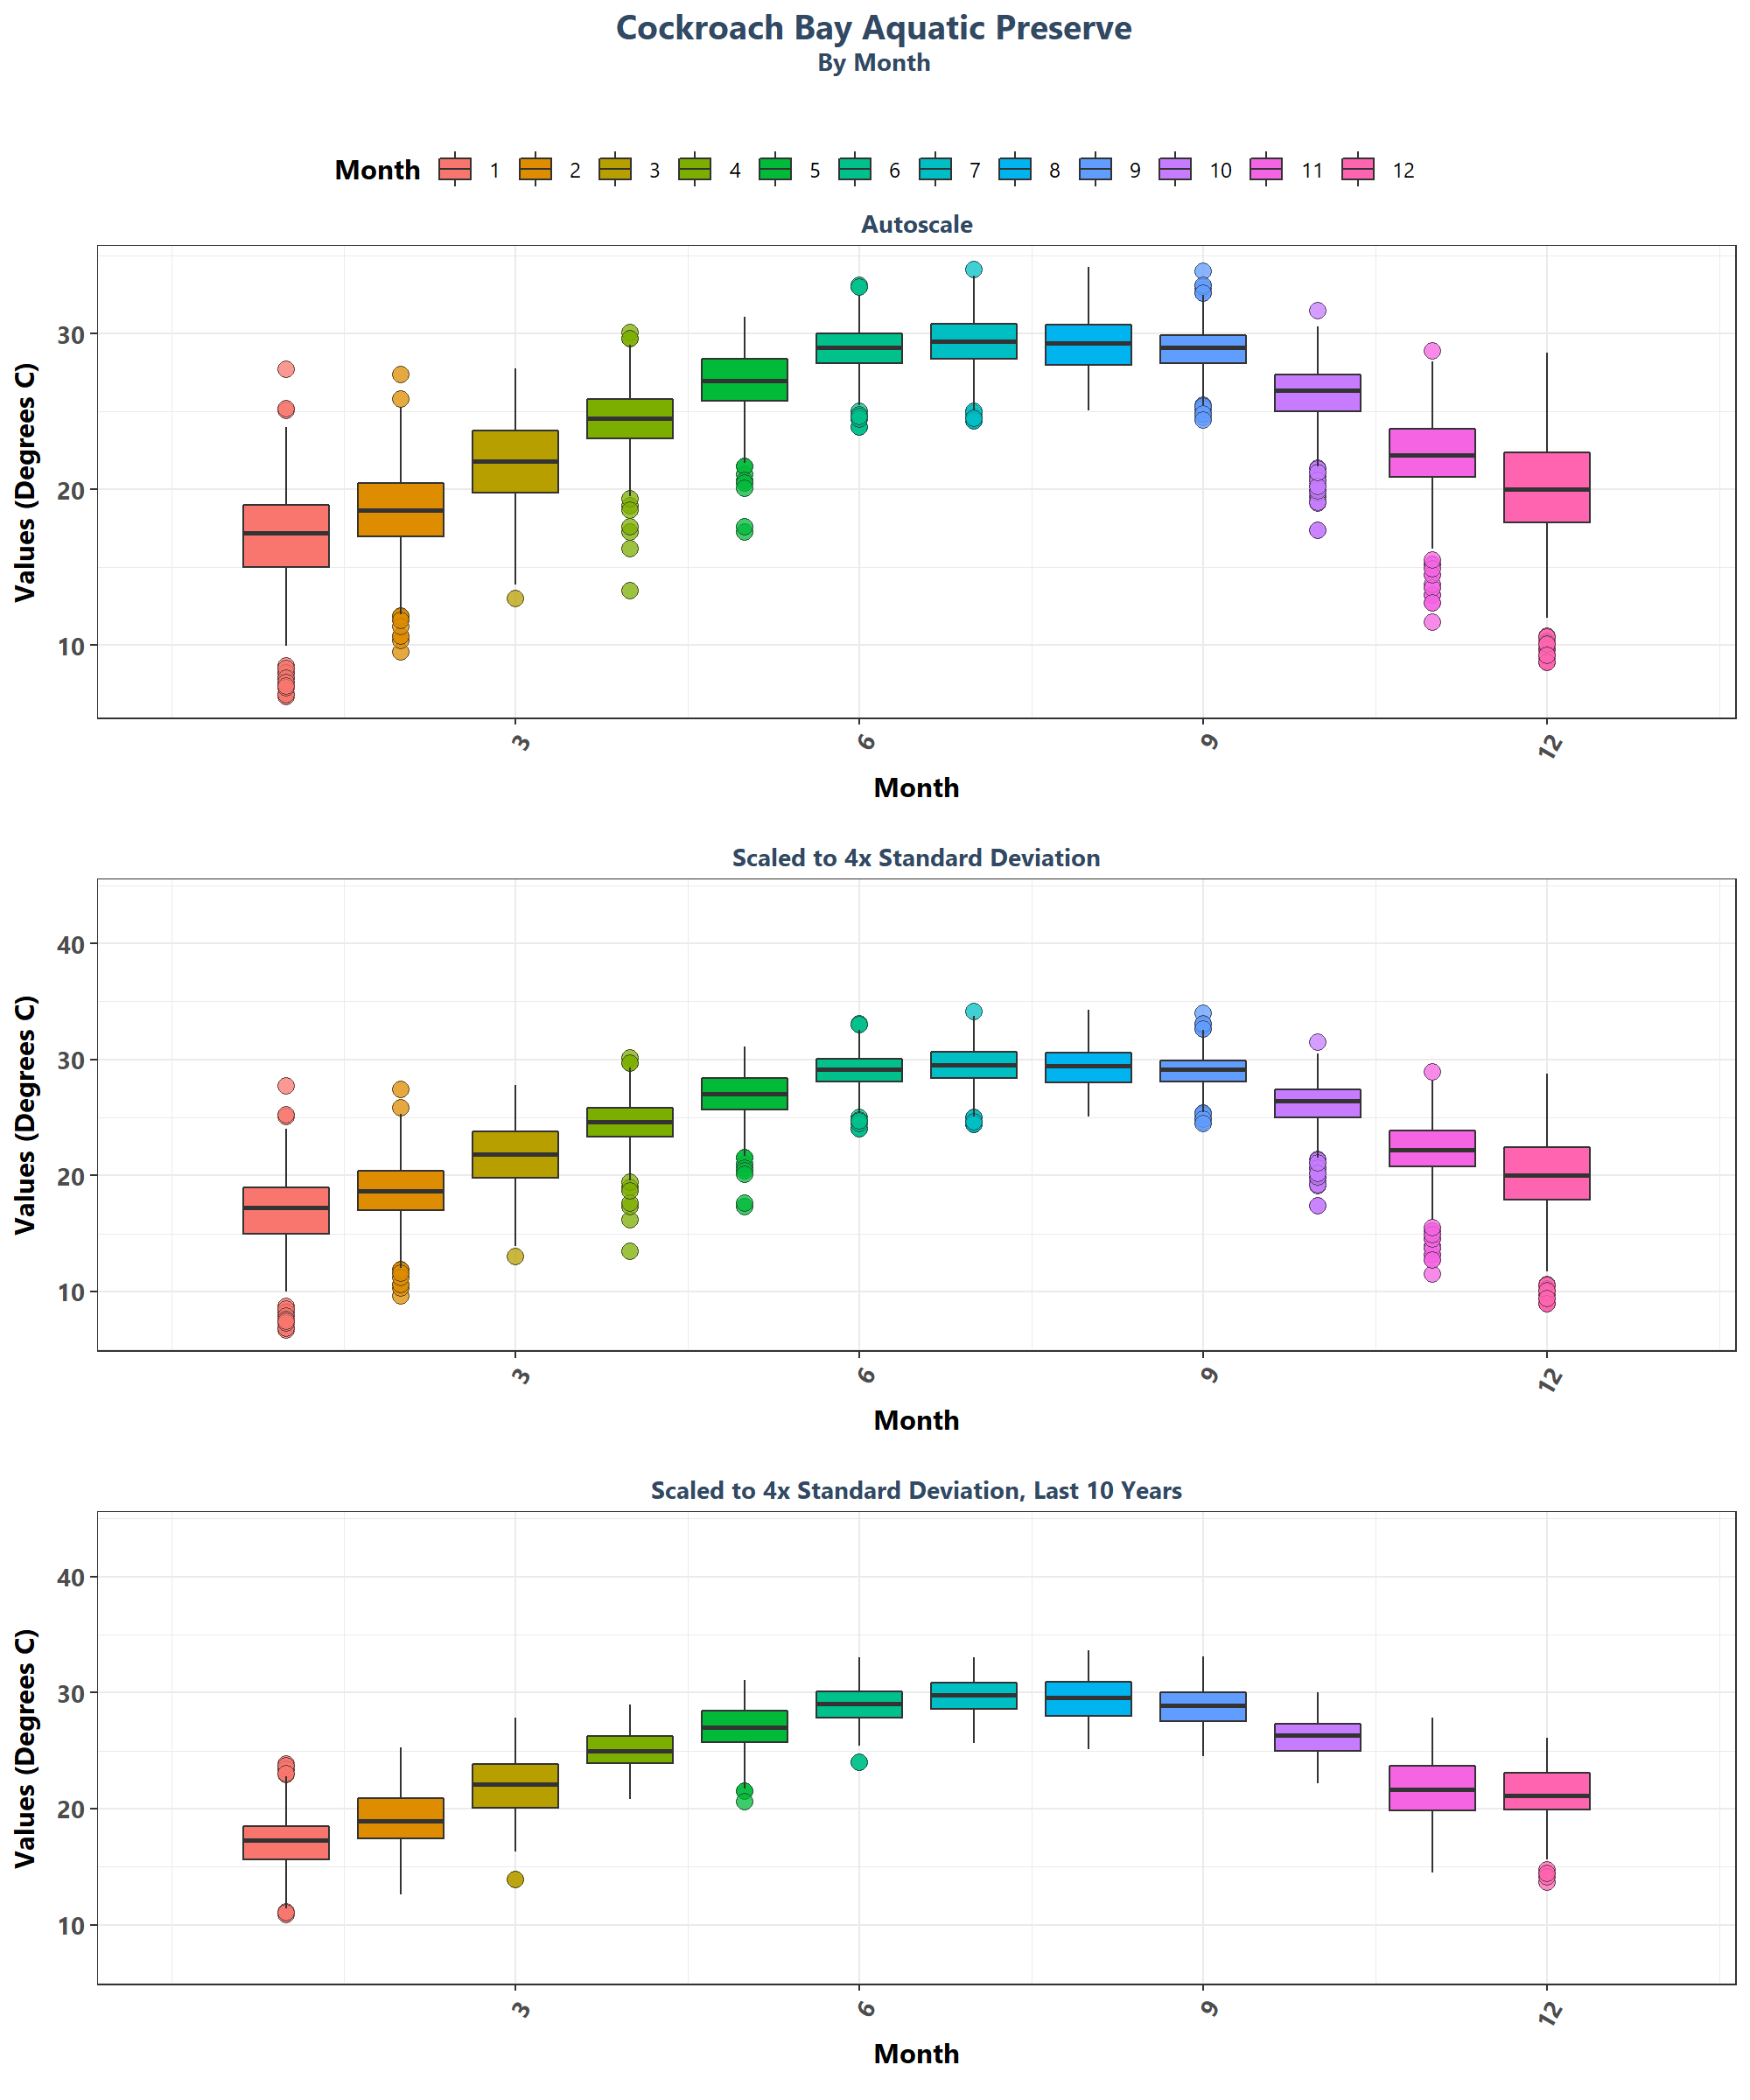 Cockroach Bay Aquatic Preserve
By Month
Month 1 2 3 4 5 6 7 8 9 10 11 12
Autoscale
Values (Degrees C)
30
20
10
3 6 9 12
Month
Scaled to 4x Standard Deviation
Values (Degrees C)
40
30
20
10
3 6 9 12
Month
Scaled to 4x Standard Deviation, Last 10 Years
Values (Degrees C)
40
30
20
10
3 6 9 12
Month